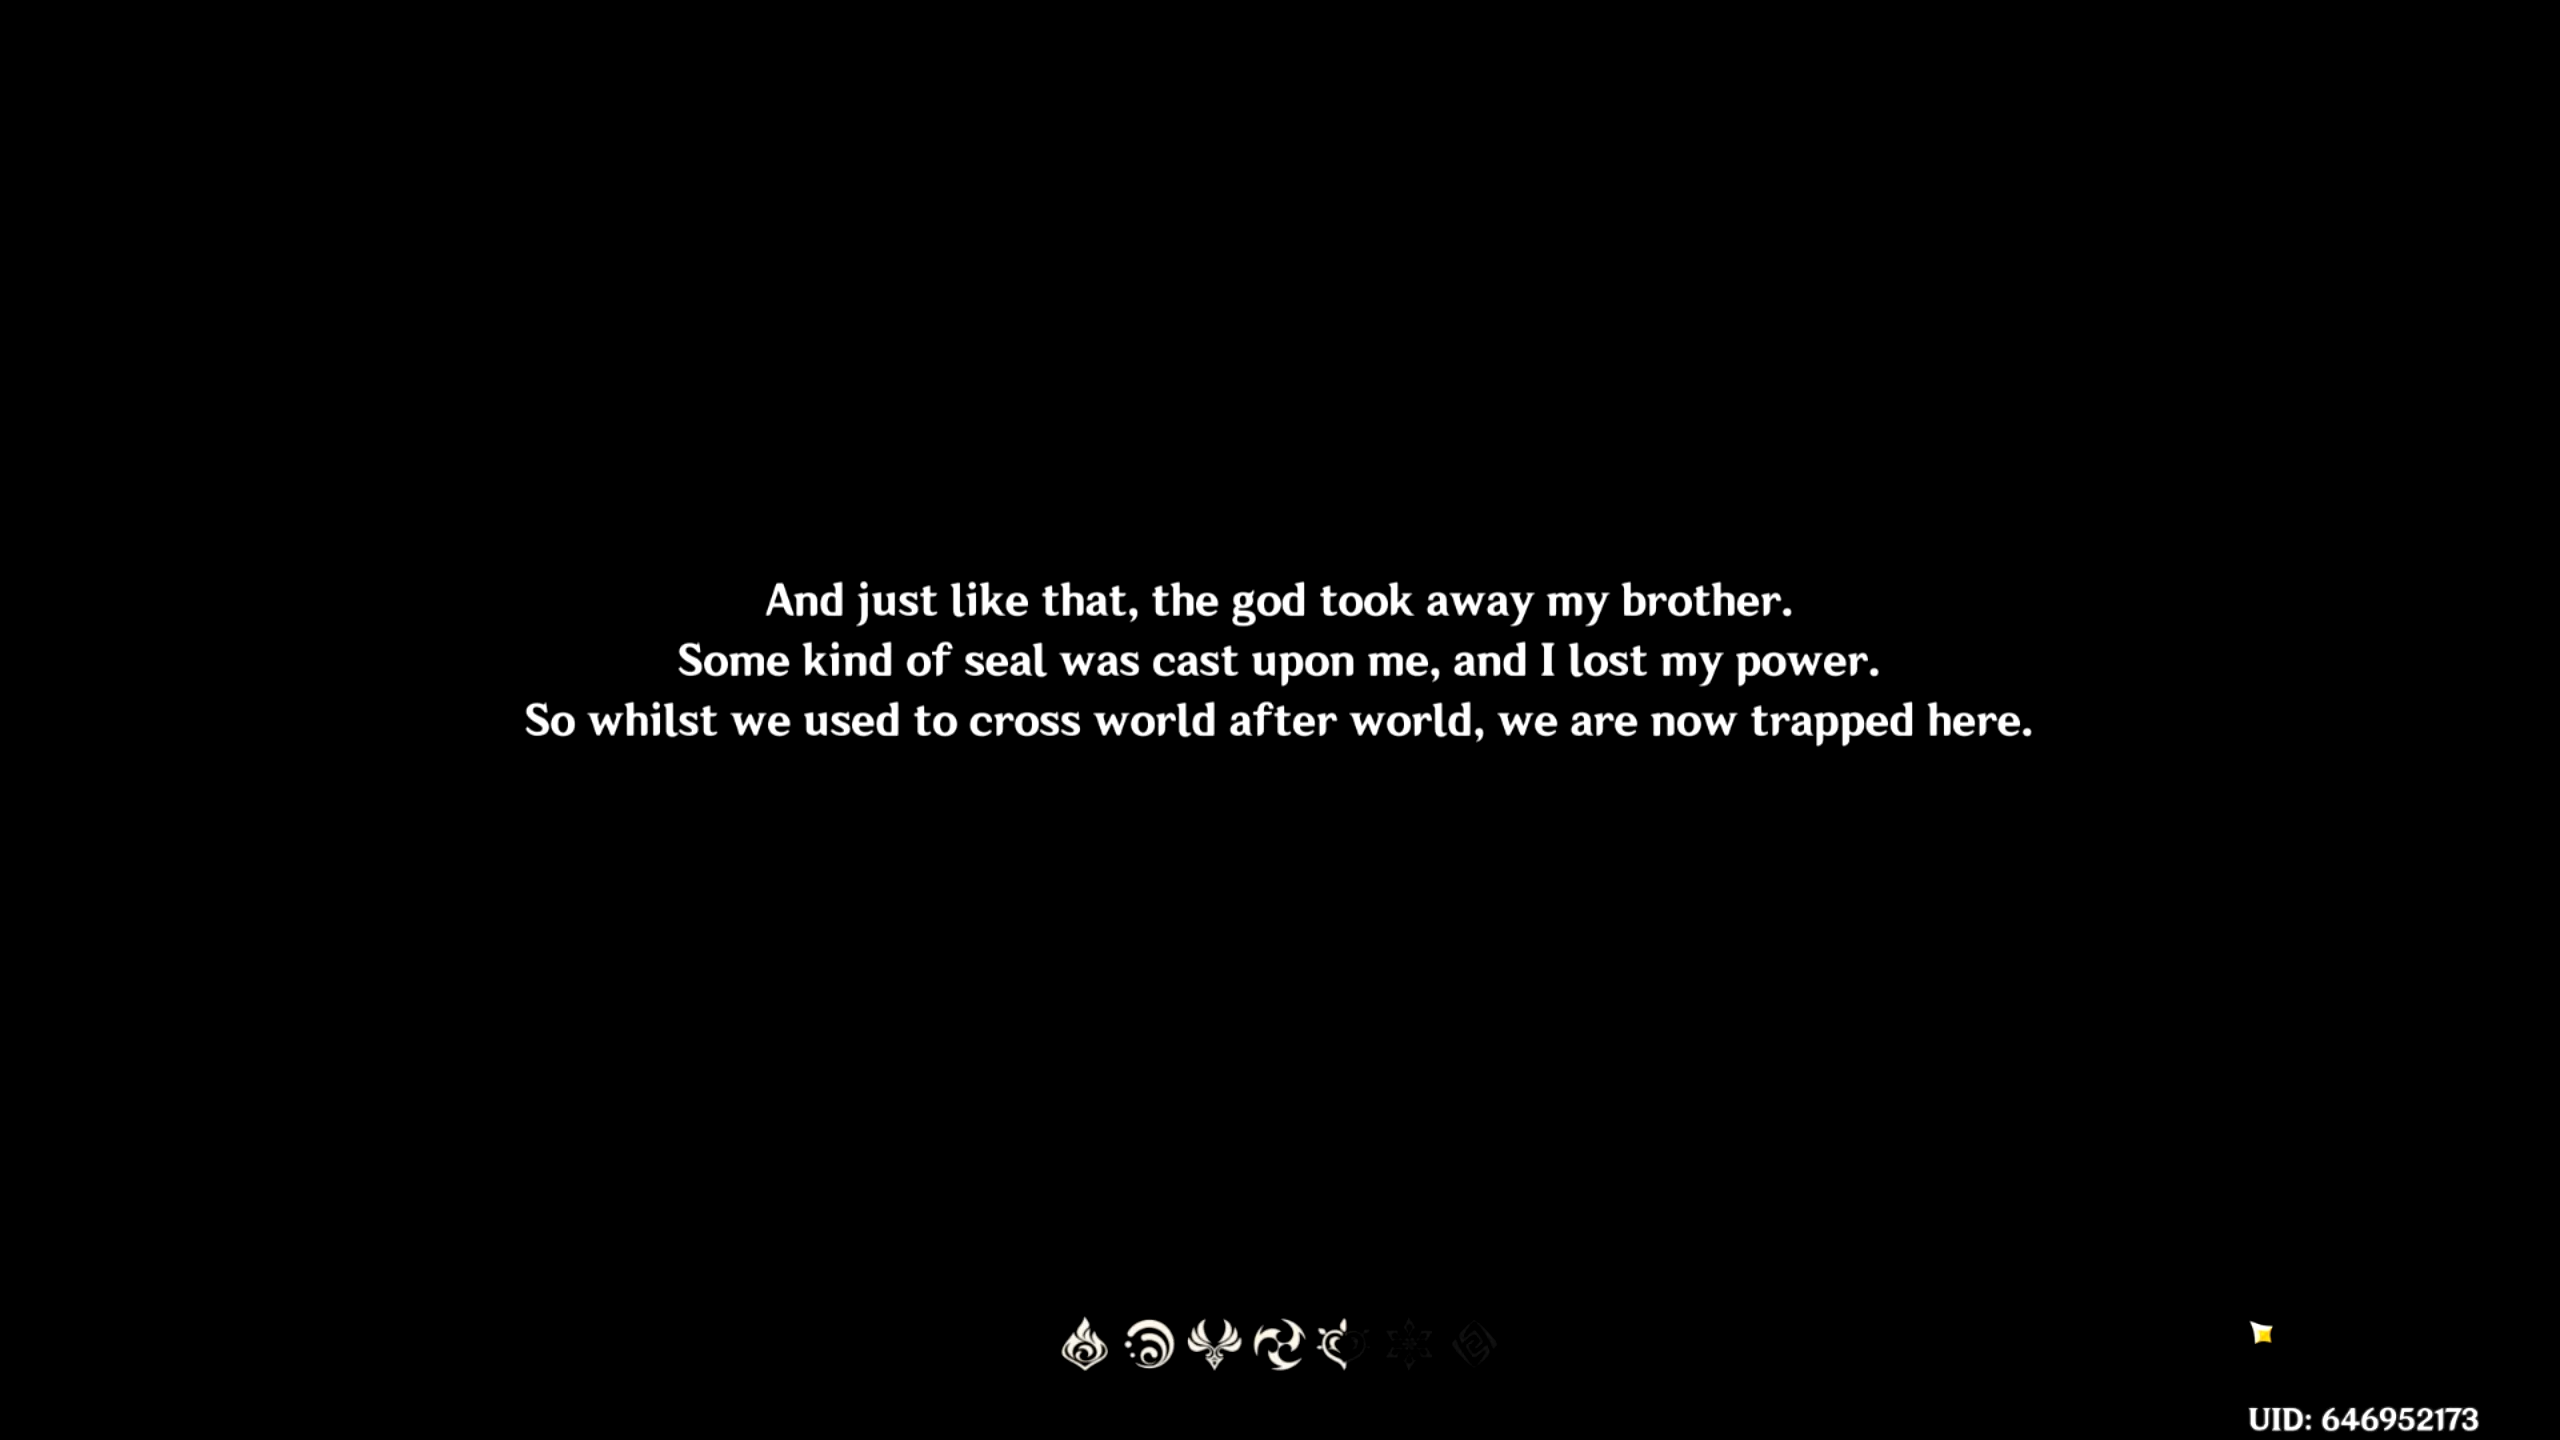 And just like that, the god took away my brother.
Some kind of seal was cast upon me, and I lost my power.
So whilst we used to cross world after world, we are now trapped here.
UID: 646952173